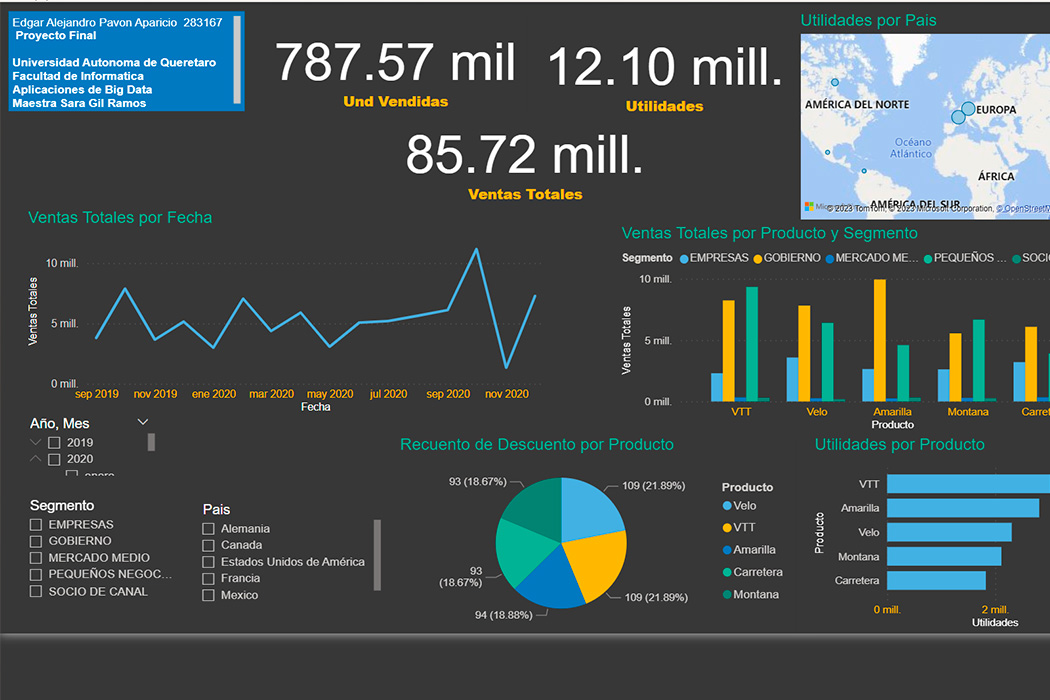 Edgar Alejandro Pavon Aparicio 283167
Proyecto Final
Universidad Autonoma de Queretaro
Facultad de Informatica
Aplicaciones de Big Data
Maestra Sara Gil Ramos
787.57 mil
Und Vendidas
12.10 mill.
Utilidades
85.72 mill.
Ventas Totales
Utilidades por Pais
AMÉRICA DEL NORTE
EUROPA
Océano
Atlántico
ÁFRICA
AMÉRICA DEL SUR
© 2023 TomTom, © 2023 Microsoft Corporation, © OpenStreetM
Ventas Totales por Fecha
Ventas Totales
10 mill.
5 mill.
0 mill.
sep 2019 nov 2019 ene 2020 mar 2020 may 2020 jul 2020 sep 2020 nov 2020
Fecha
Ventas Totales por Producto y Segmento
Segmento EMPRESAS GOBIERNO MERCADO ME... PEQUEÑOS ... SOCI
Ventas Totales
10 mill.
5 mill.
0 mill.
VTT Velo Amarilla Montana Carret
Producto
Año, Mes
2019
2020
enero
Segmento
EMPRESAS
GOBIERNO
MERCADO MEDIO
PEQUEÑOS NEGOC...
SOCIO DE CANAL
Pais
Alemania
Canada
Estados Unidos de América
Francia
Mexico
Recuento de Descuento por Producto
93 (18.67%)
109 (21.89%)
93
(18.67%)
109 (21.89%)
94 (18.88%)
Producto
Velo
VTT
Amarilla
Carretera
Montana
Utilidades por Producto
Producto
VTT
Amarilla
Velo
Montana
Carretera
0 mill. 2 mill.
Utilidades